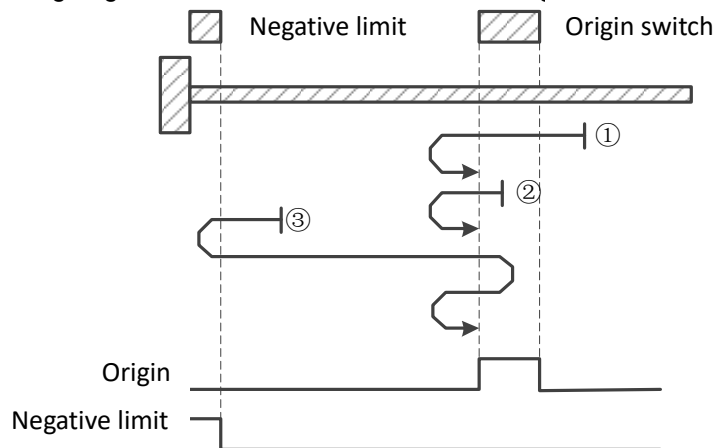 Negative limit
Origin switch
①
②
③
Origin
Negative limit